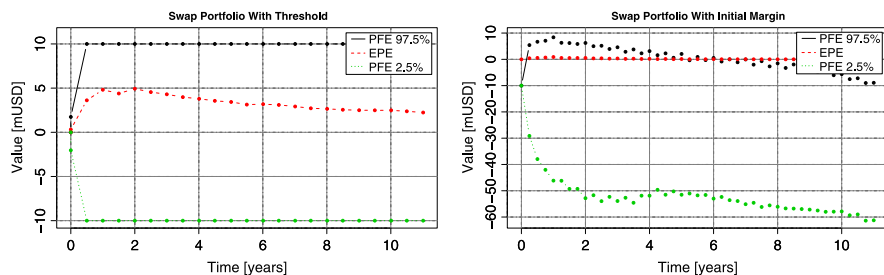 Swap Portfolio With Threshold
Value [mUSD]
10
5
0
−5
−10
PFE 97.5%
EPE
PFE 2.5%
0 2 4 6 8 10
Time [years]
Swap Portfolio With Initial Margin
Value [mUSD]
10
0
−10
−20
−30
−40
−50
−60
PFE 97.5%
EPE
PFE 2.5%
0 2 4 6 8 10
Time [years]